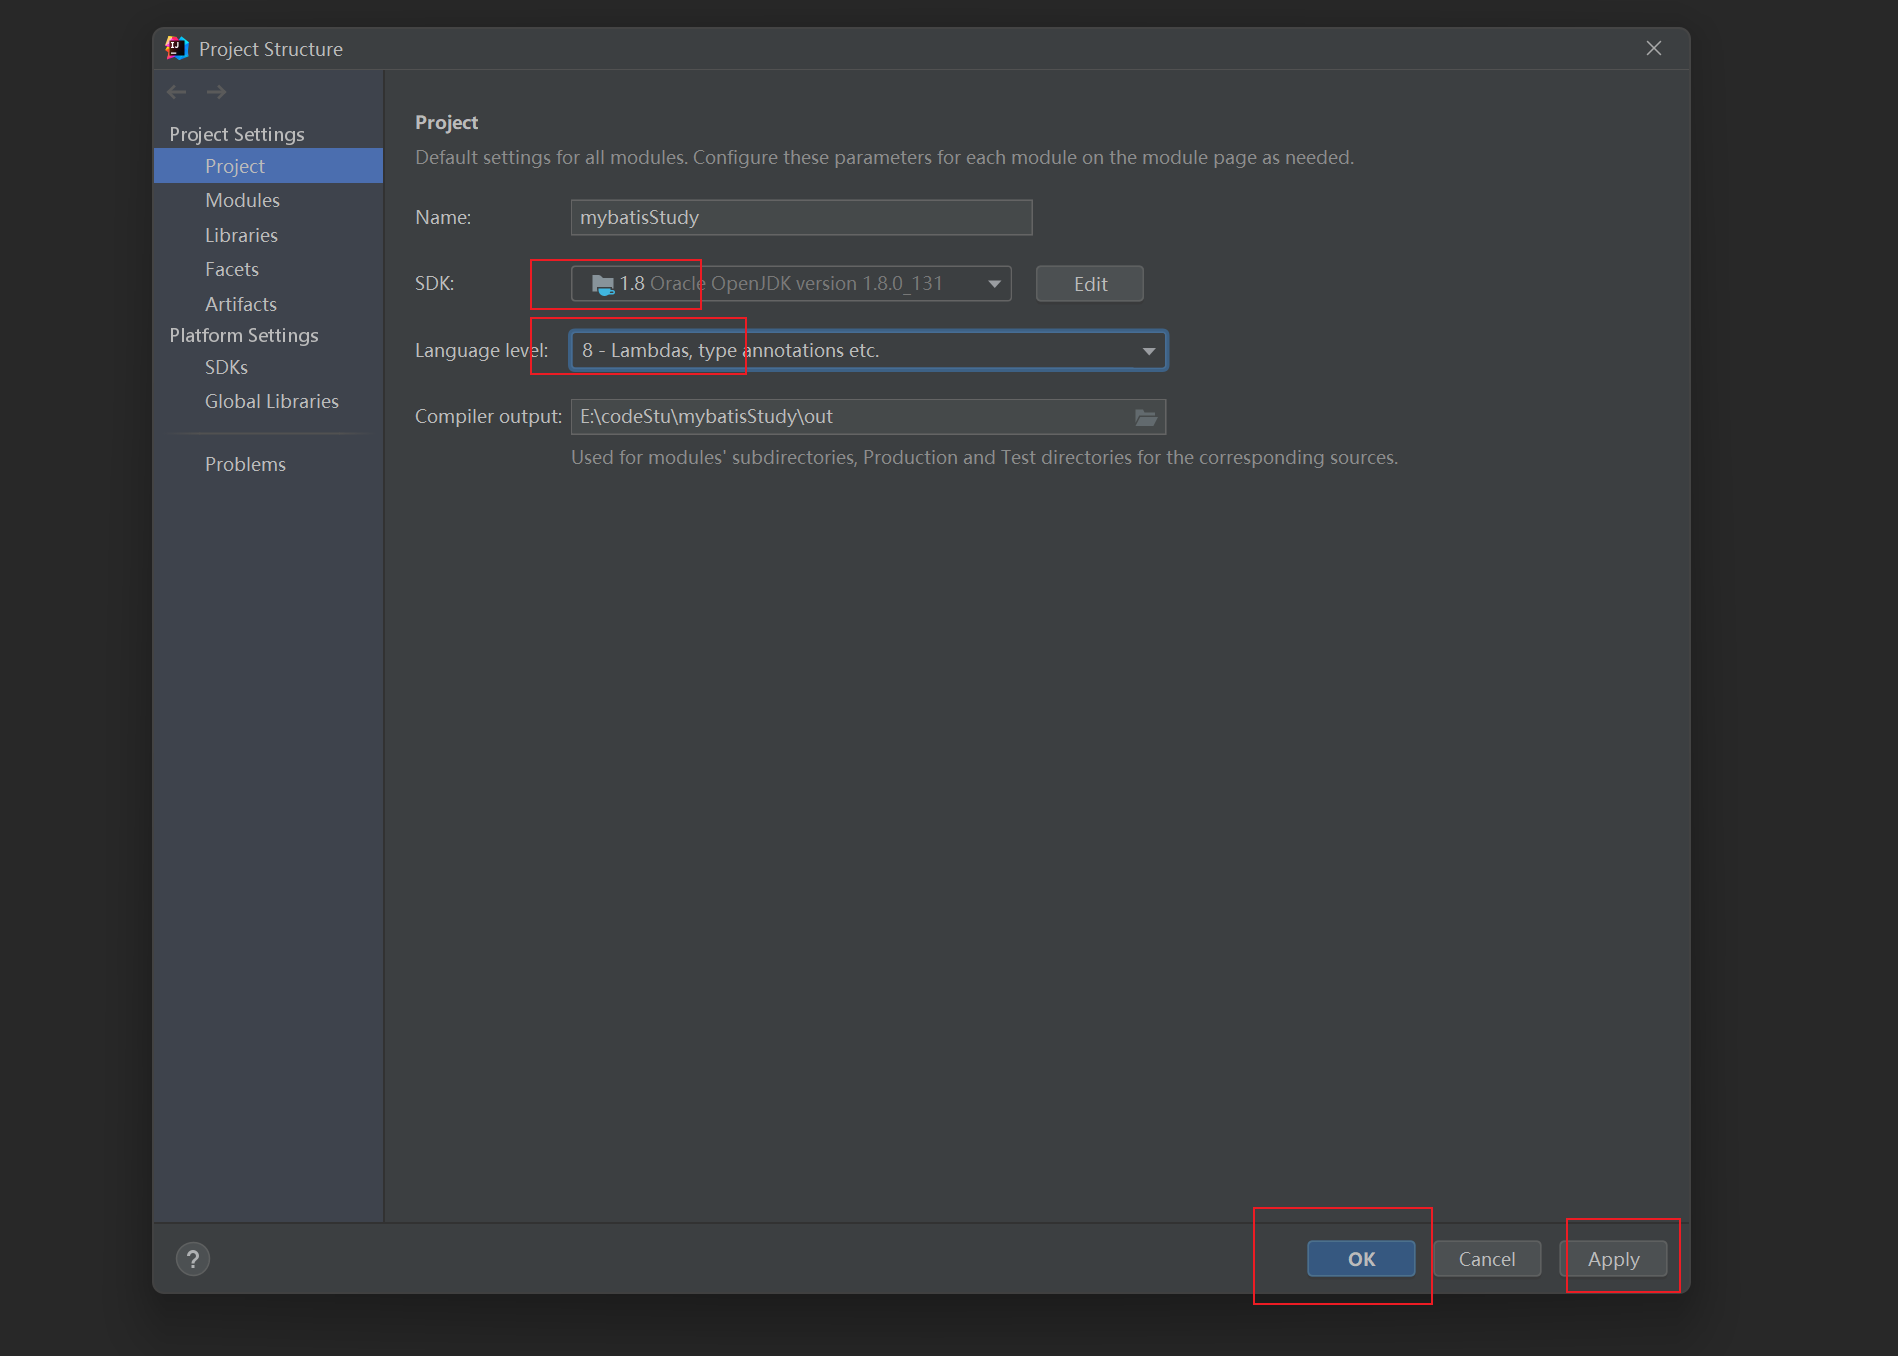 Project Structure
Project Settings
Project
Modules
Libraries
Facets
Artifacts
Platform Settings
SDKs
Global Libraries
Problems
Project
Default settings for all modules. Configure these parameters for each module on the module page as needed.
Name: mybatisStudy
SDK: 1.8 Oracle OpenJDK version 1.8.0_131 Edit
Language level: 8 - Lambdas, type annotations etc.
Compiler output: E:\codeStu\mybatisStudy\out
Used for modules' subdirectories, Production and Test directories for the corresponding sources.
? OK Cancel Apply